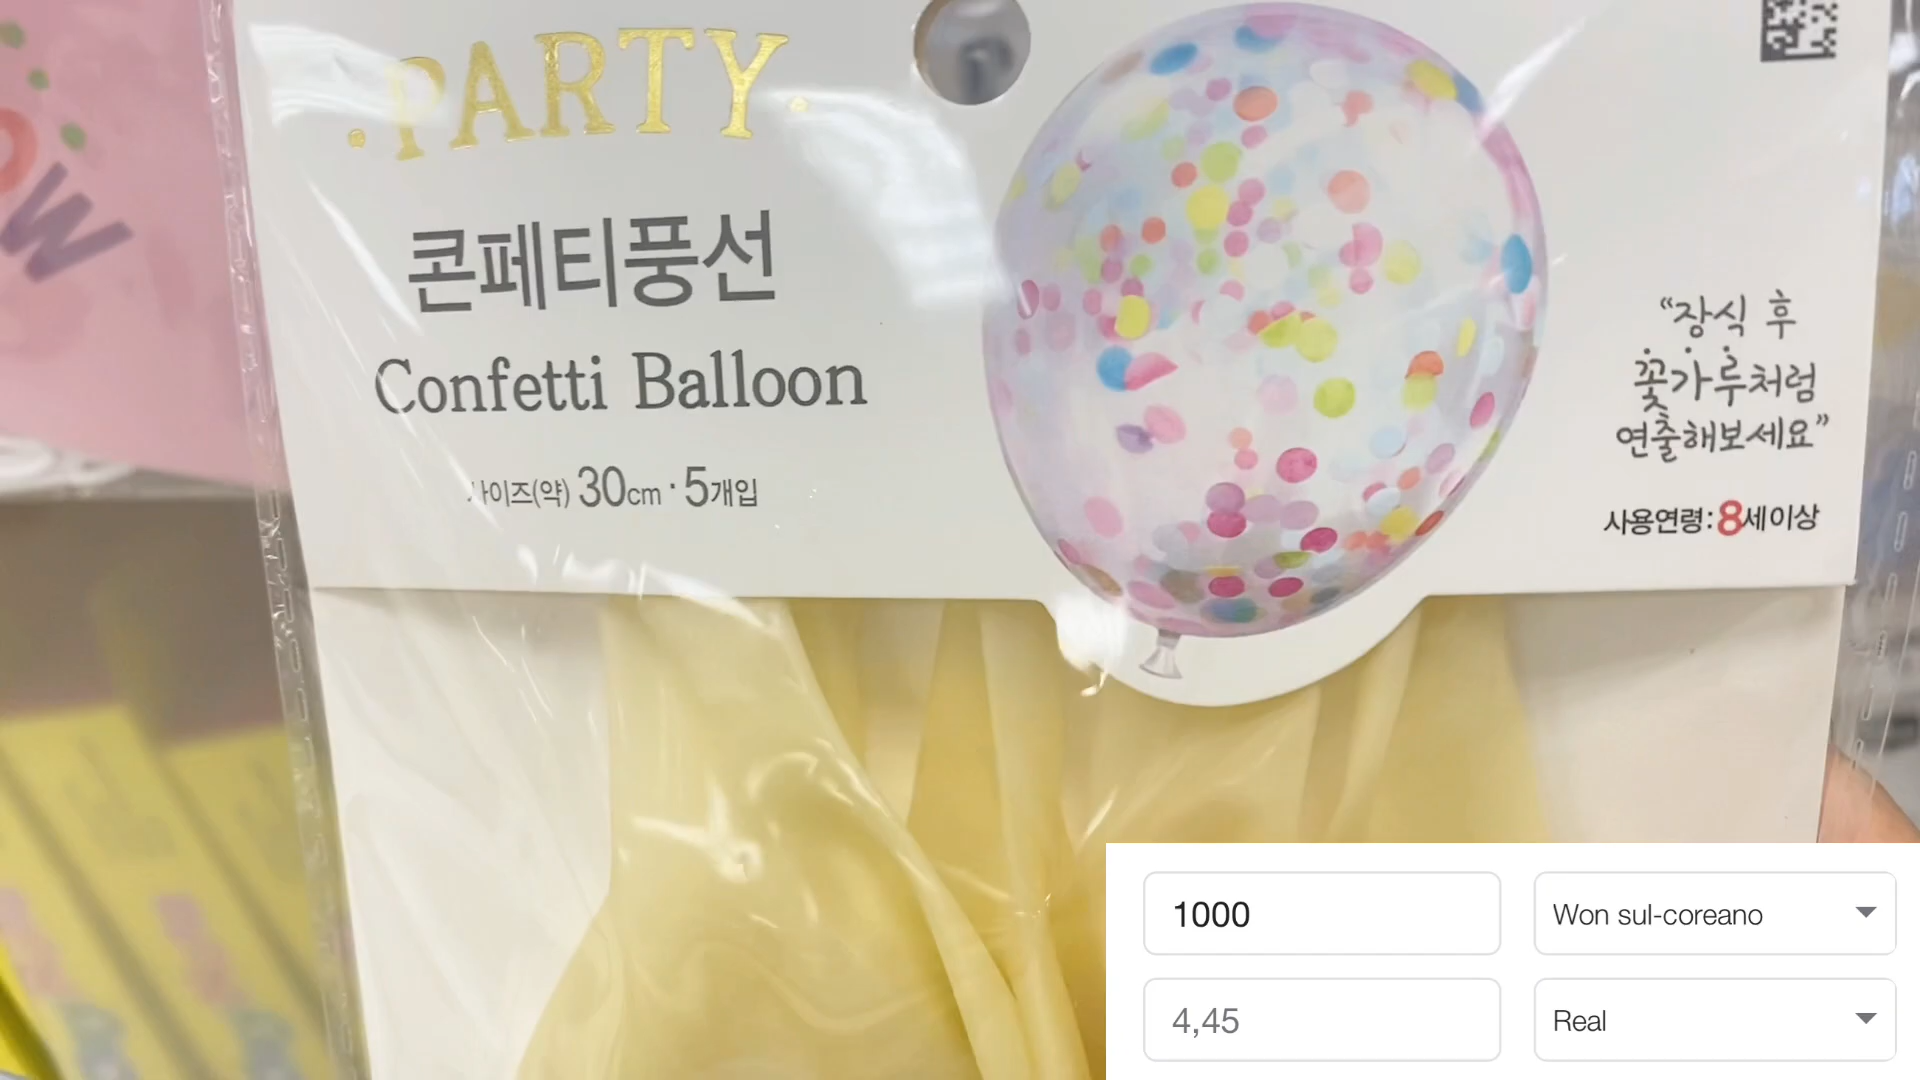 ·PARTY·
콘페티풍선
Confetti Balloon
사이즈(약) 30cm · 5개입
“장식 후
꽃가루처럼
연출해보세요”
사용연령:8세이상
OW
1000
Won sul-coreano
4,45
Real